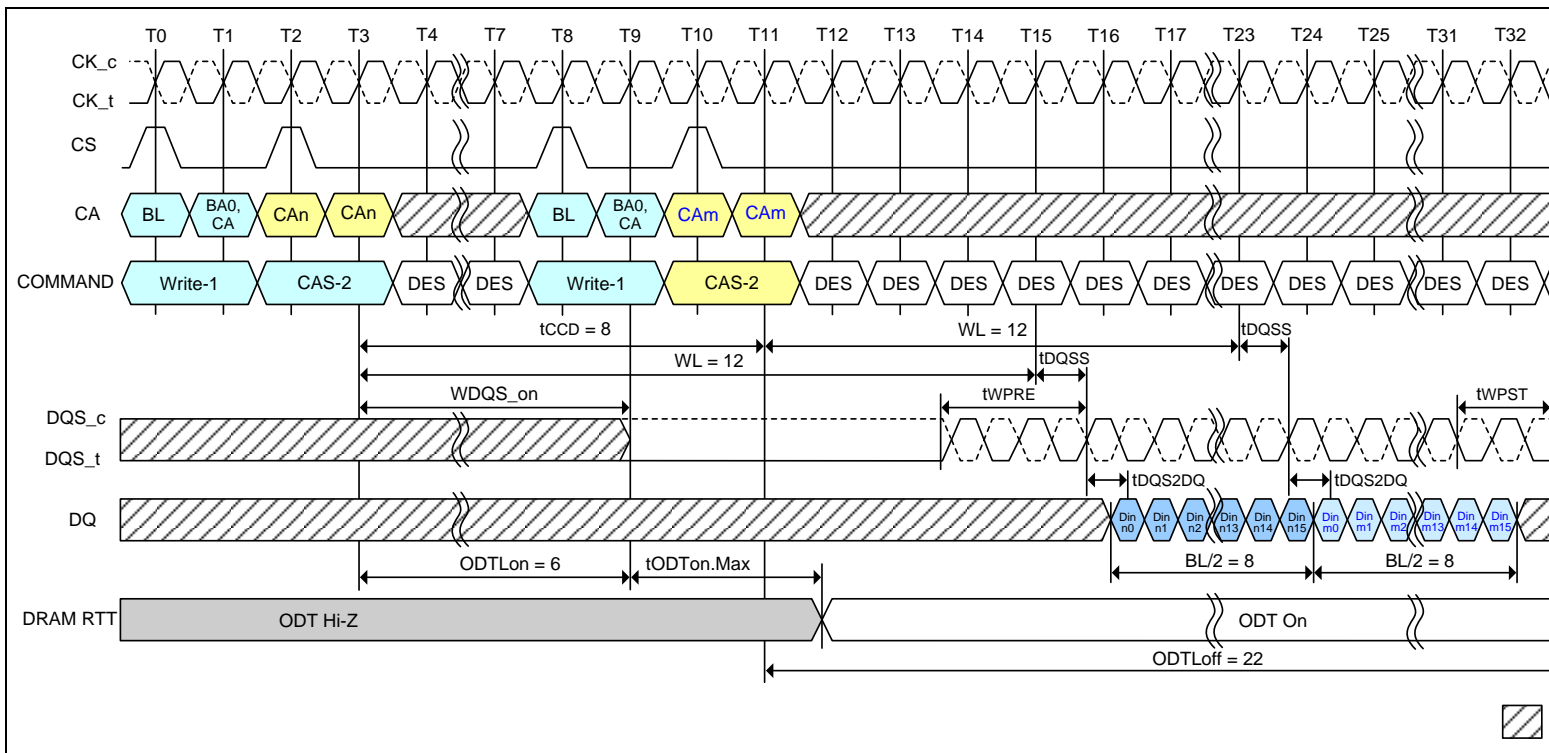 T0 T1 T2 T3 T4 T7 T8 T9 T10 T11 T12 T13 T14 T15 T16 T17 T23 T24 T25 T31 T32
CK_c
CK_t
CS
CA BL BA0, CA CAn CAn BL BA0, CA CAm CAm
COMMAND Write-1 CAS-2 DES DES Write-1 CAS-2 DES DES DES DES DES DES DES DES DES DES DES
tCCD = 8 WL = 12 tDQSS
WL = 12 tDQSS
WDQS_on tWPRE tWPST
DQS_c
DQS_t
tDQS2DQ tDQS2DQ
DQ Din n0 Din n1 Din n2 Din n13 Din n14 Din n15 Din m0 Din m1 Din m2 Din m13 Din m14 Din m15
ODTLon = 6 tODTon.Max BL/2 = 8 BL/2 = 8
DRAM RTT ODT Hi-Z ODT On
ODTLoff = 22